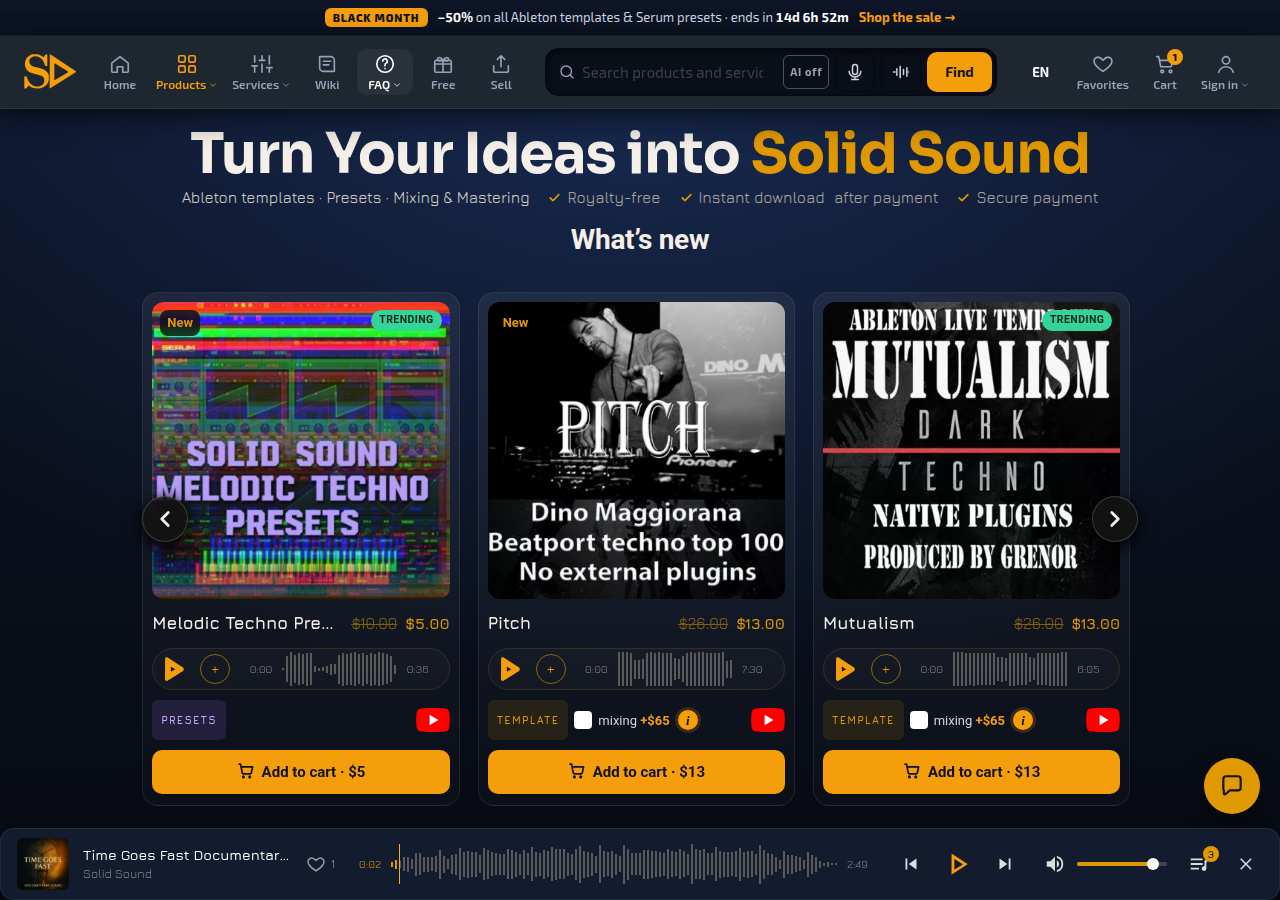 BLACK MONTH −50% on all Ableton templates & Serum presets · ends in 14d 6h 52m Shop the sale →
SD
Home
Products
Services
Wiki
FAQ
Free
Sell
Search products and servic
AI off
Find
EN
Favorites
1
Cart
Sign in
Turn Your Ideas into Solid Sound
Ableton templates · Presets · Mixing & Mastering Royalty-free Instant download after payment Secure payment
What's new
New
TRENDING
SERUM
SOLID SOUND
MELODIC TECHNO
PRESETS
Melodic Techno Pre... $10.00 $5.00
+ 0:00 0:36
PRESETS
Add to cart · $5
New
DINO M
PITCH
Pioneer
Dino Maggiorana
Beatport techno top 100
No external plugins
Pitch $26.00 $13.00
+ 0:00 7:30
TEMPLATE mixing +$65 i
Add to cart · $13
TRENDING
ABLETON LIVE TEMP
MUTUALISM
DARK
TECHNO
NATIVE PLUGINS
PRODUCED BY GRENOR
Mutualism $26.00 $13.00
+ 0:00 6:05
TEMPLATE mixing +$65 i
Add to cart · $13
TIME GOES
FAST
Time Goes Fast Documentar...
Solid Sound
1
0:02
2:49
3